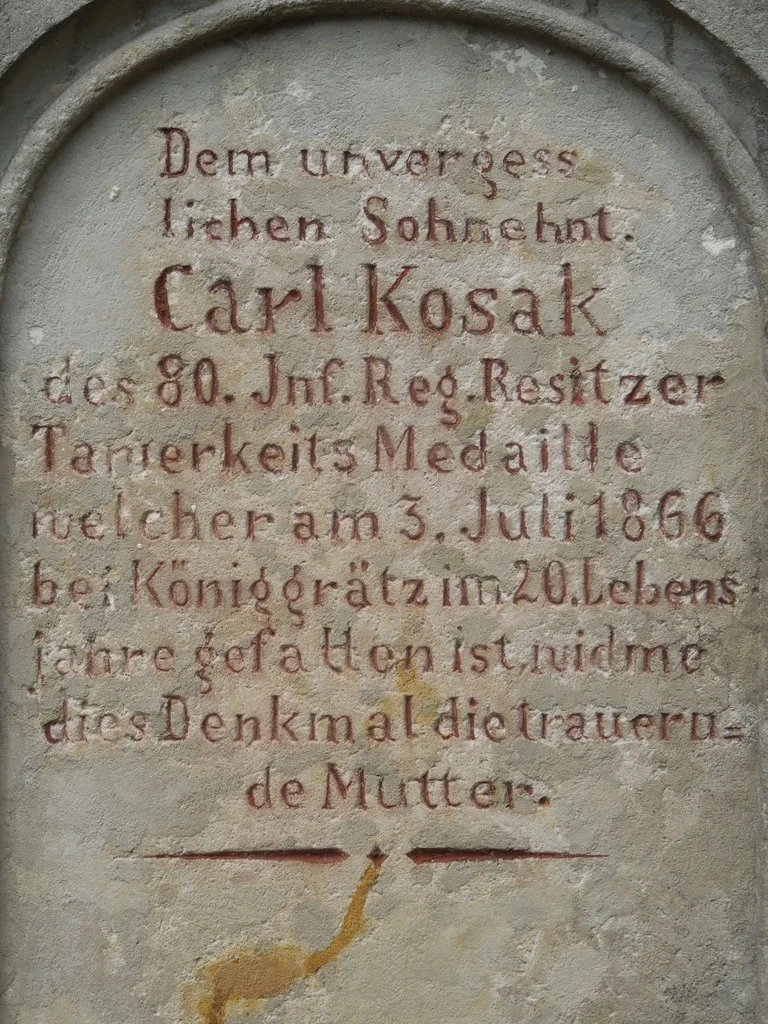 Dem unvergess
lichen Sohnehnt.
Carl Kosak
des 80. Jnf. Reg. Resitzer
Tapferkeits Medaille
welcher am 3. Juli 1866
bei Königgrätz im 20. Lebens
jahre gefallen ist, widme
dies Denkmal die trauern=
de Mutter.